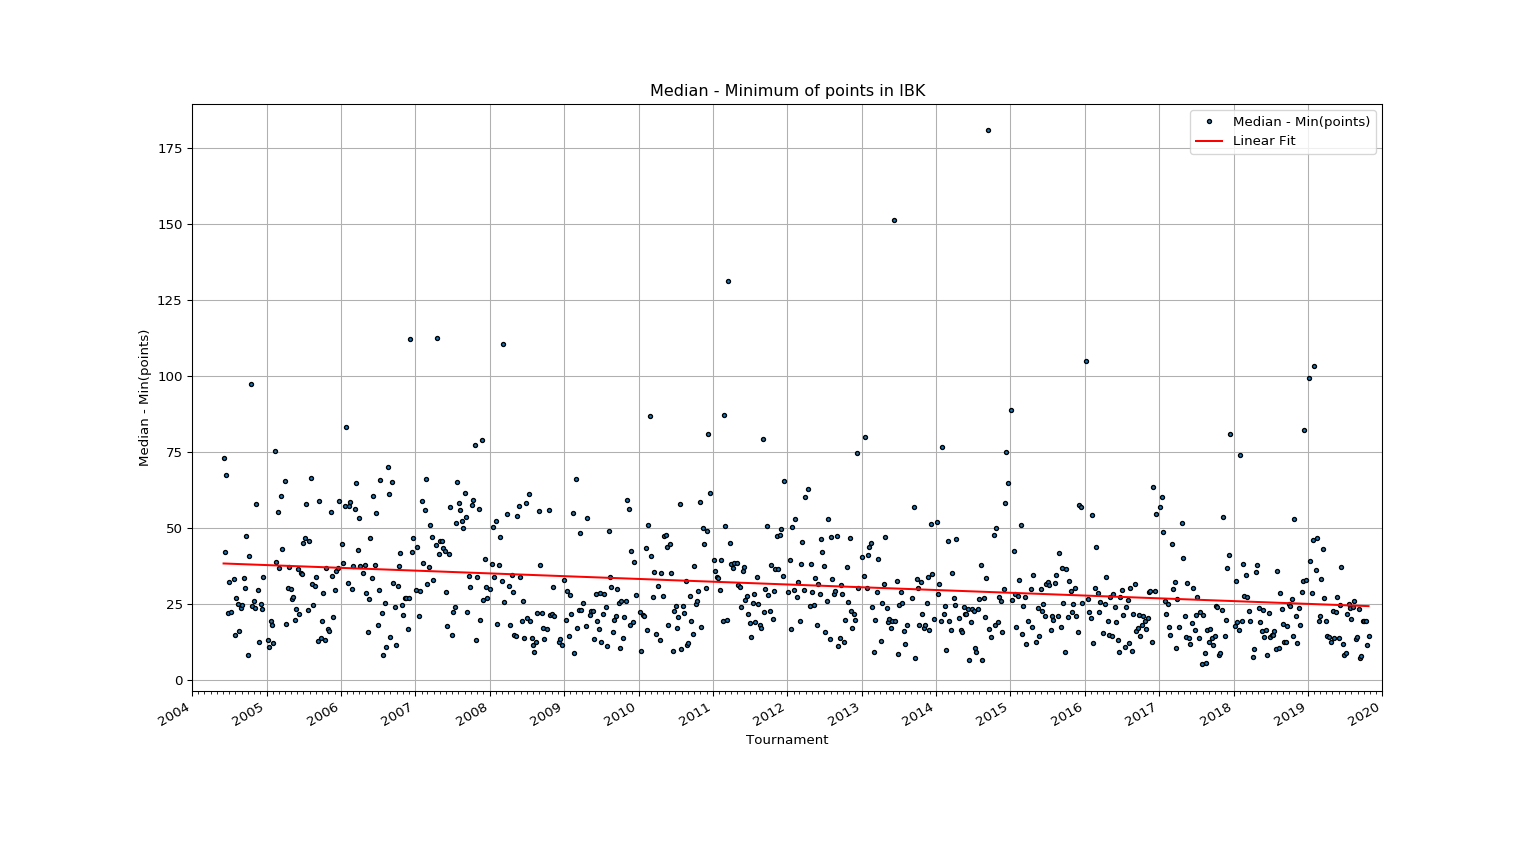 Median - Minimum of points in IBK
Median - Min(points)
Linear Fit
175
150
125
100
75
50
25
0
Median - Min(points)
2004 2005 2006 2007 2008 2009 2010 2011 2012 2013 2014 2015 2016 2017 2018 2019 2020
Tournament